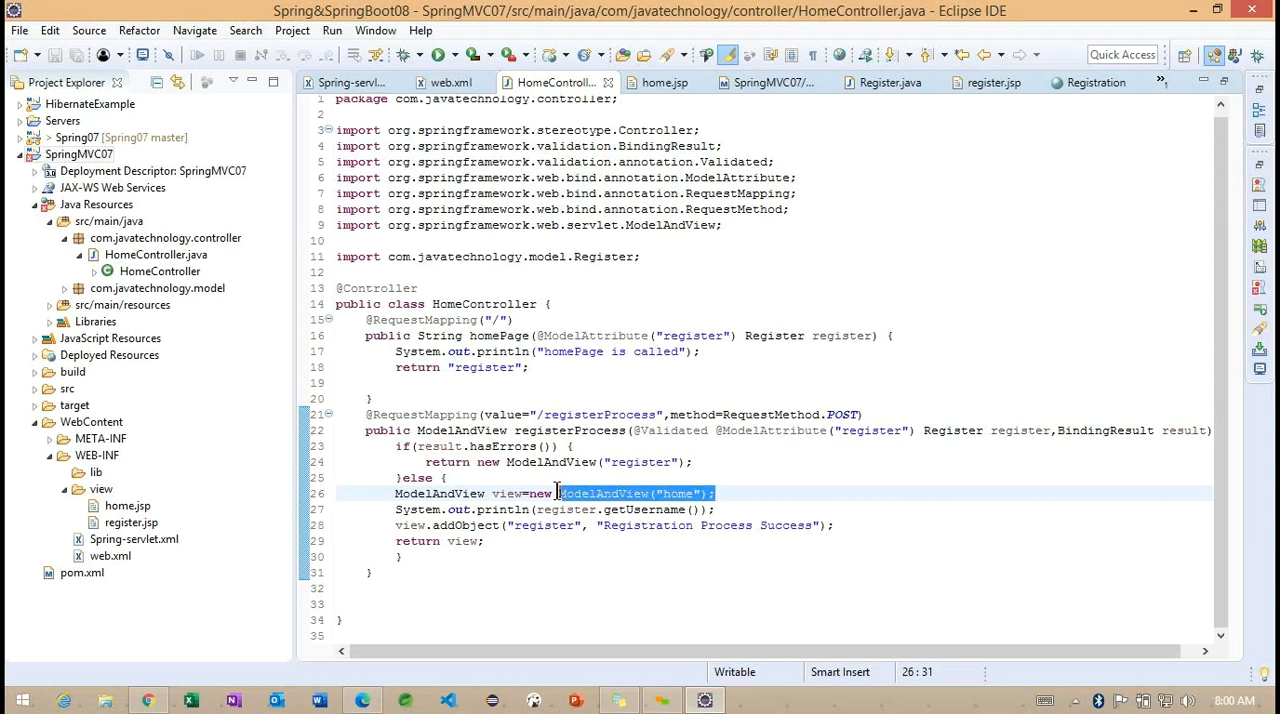 Spring&SpringBoot08 - SpringMVC07/src/main/java/com/javatechnology/controller/HomeController.java - Eclipse IDE
File Edit Source Refactor Navigate Search Project Run Window Help
Quick Access
Project Explorer
Spring-servl... web.xml HomeControll... home.jsp SpringMVC07/... Register.java register.jsp Registration
HibernateExample
Servers
> Spring07 [Spring07 master]
SpringMVC07
Deployment Descriptor: SpringMVC07
JAX-WS Web Services
Java Resources
src/main/java
com.javatechnology.controller
HomeController.java
HomeController
com.javatechnology.model
src/main/resources
Libraries
JavaScript Resources
Deployed Resources
build
src
target
WebContent
META-INF
WEB-INF
lib
view
home.jsp
register.jsp
Spring-servlet.xml
web.xml
pom.xml
1 package com.javatechnology.controller;
2
3 import org.springframework.stereotype.Controller;
4 import org.springframework.validation.BindingResult;
5 import org.springframework.validation.annotation.Validated;
6 import org.springframework.web.bind.annotation.ModelAttribute;
7 import org.springframework.web.bind.annotation.RequestMapping;
8 import org.springframework.web.bind.annotation.RequestMethod;
9 import org.springframework.web.servlet.ModelAndView;
10
11 import com.javatechnology.model.Register;
12
13 @Controller
14 public class HomeController {
15 @RequestMapping("/")
16 public String homePage(@ModelAttribute("register") Register register) {
17 System.out.println("homePage is called");
18 return "register";
19
20 }
21 @RequestMapping(value="/registerProcess",method=RequestMethod.POST)
22 public ModelAndView registerProcess(@Validated @ModelAttribute("register") Register register,BindingResult result)
23 if(result.hasErrors()) {
24 return new ModelAndView("register");
25 }else {
26 ModelAndView view=new ModelAndView("home");
27 System.out.println(register.getUsername());
28 view.addObject("register", "Registration Process Success");
29 return view;
30 }
31 }
32
33
34 }
35
Writable Smart Insert 26 : 31
8:00 AM